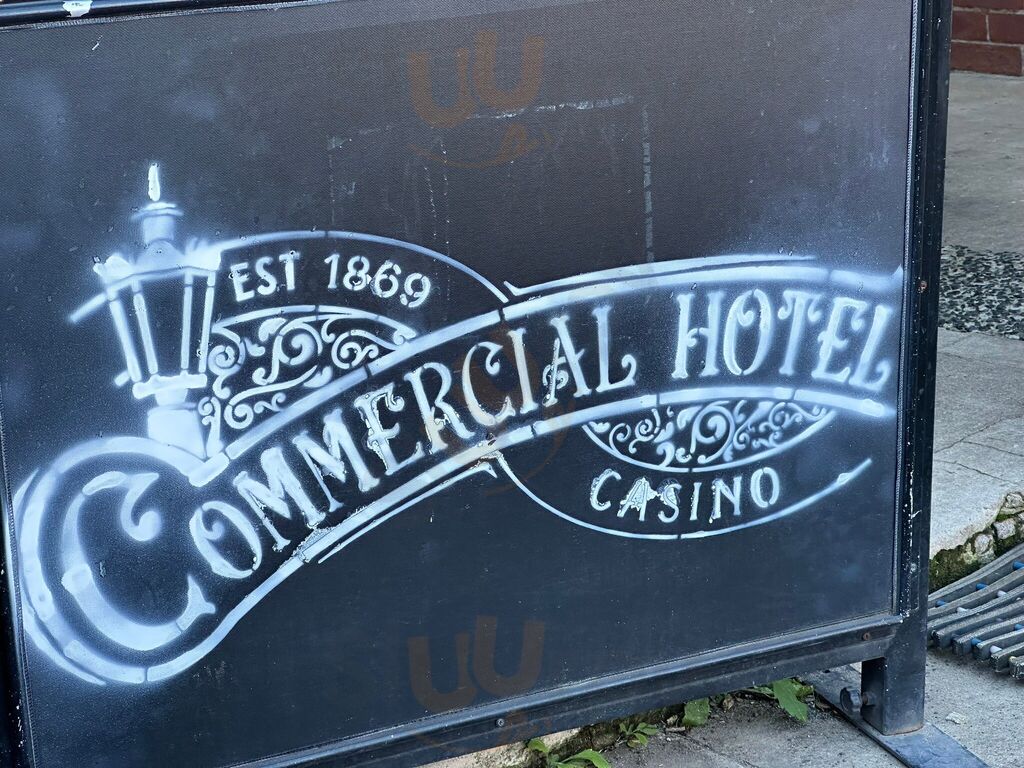 EST 1869
COMMERCIAL HOTEL
CASINO